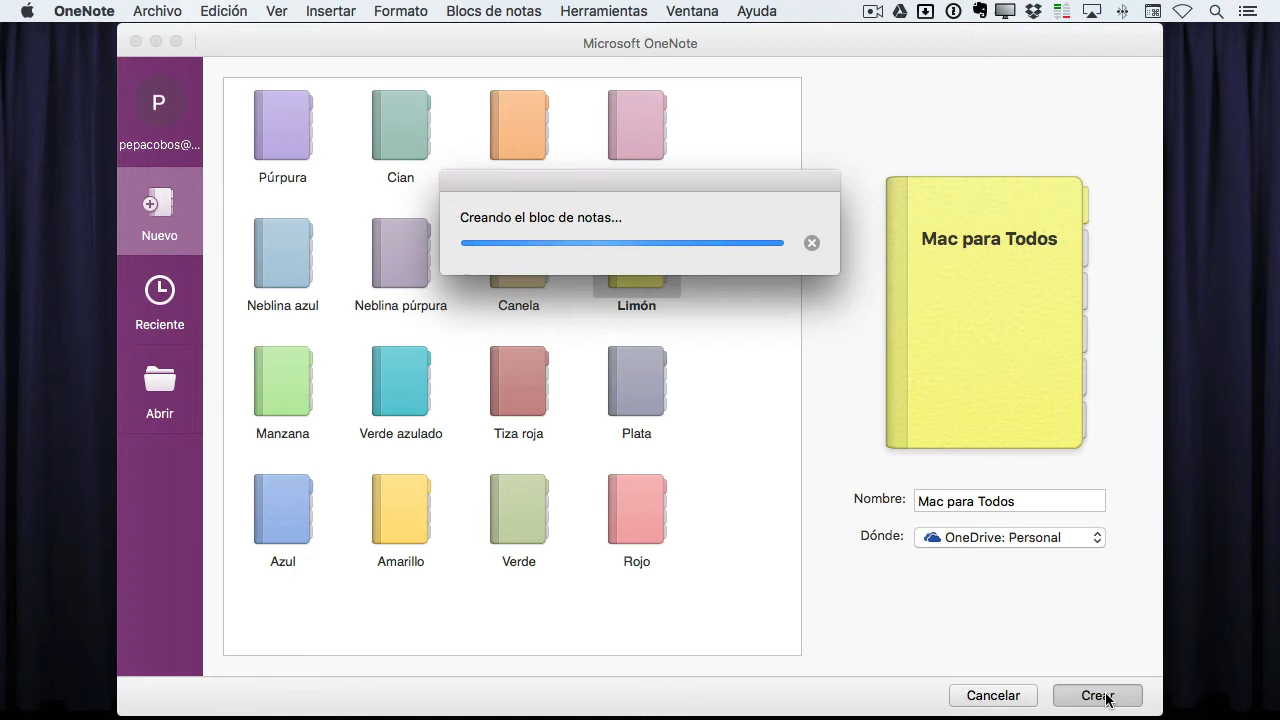 OneNote Archivo Edición Ver Insertar Formato Blocs de notas Herramientas Ventana Ayuda
Microsoft OneNote
P
pepacobos@...
Nuevo
Reciente
Abrir
Púrpura Cian
Creando el bloc de notas...
Neblina azul Neblina púrpura Canela Limón
Manzana Verde azulado Tiza roja Plata
Azul Amarillo Verde Rojo
Mac para Todos
Nombre: Mac para Todos
Dónde: OneDrive: Personal
Cancelar Crear